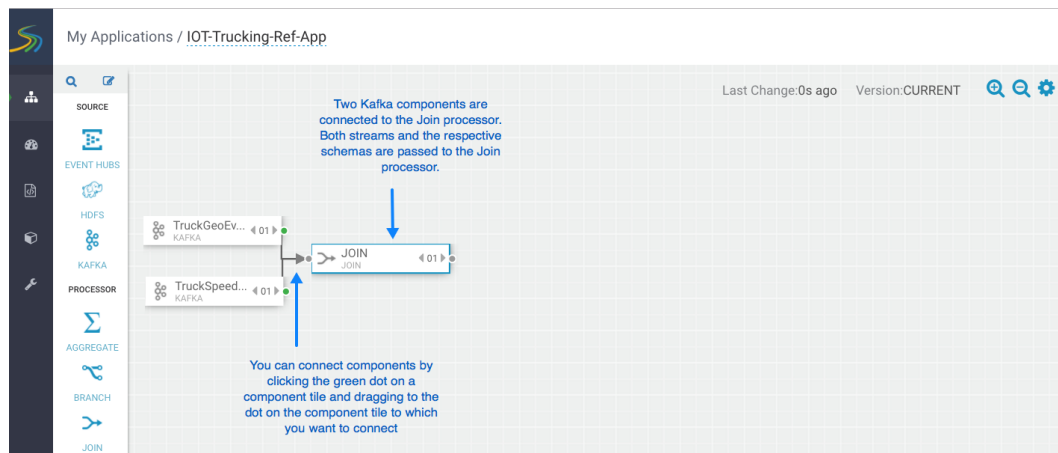 My Applications / IOT-Trucking-Ref-App
Last Change:0s ago Version:CURRENT
SOURCE
EVENT HUBS
HDFS
KAFKA
PROCESSOR
AGGREGATE
BRANCH
JOIN
Two Kafka components are
connected to the Join processor.
Both streams and the respective
schemas are passed to the Join
processor.
TruckGeoEv... 01
KAFKA
JOIN 01
JOIN
TruckSpeed... 01
KAFKA
You can connect components by
clicking the green dot on a
component tile and dragging to the
dot on the component tile to which
you want to connect